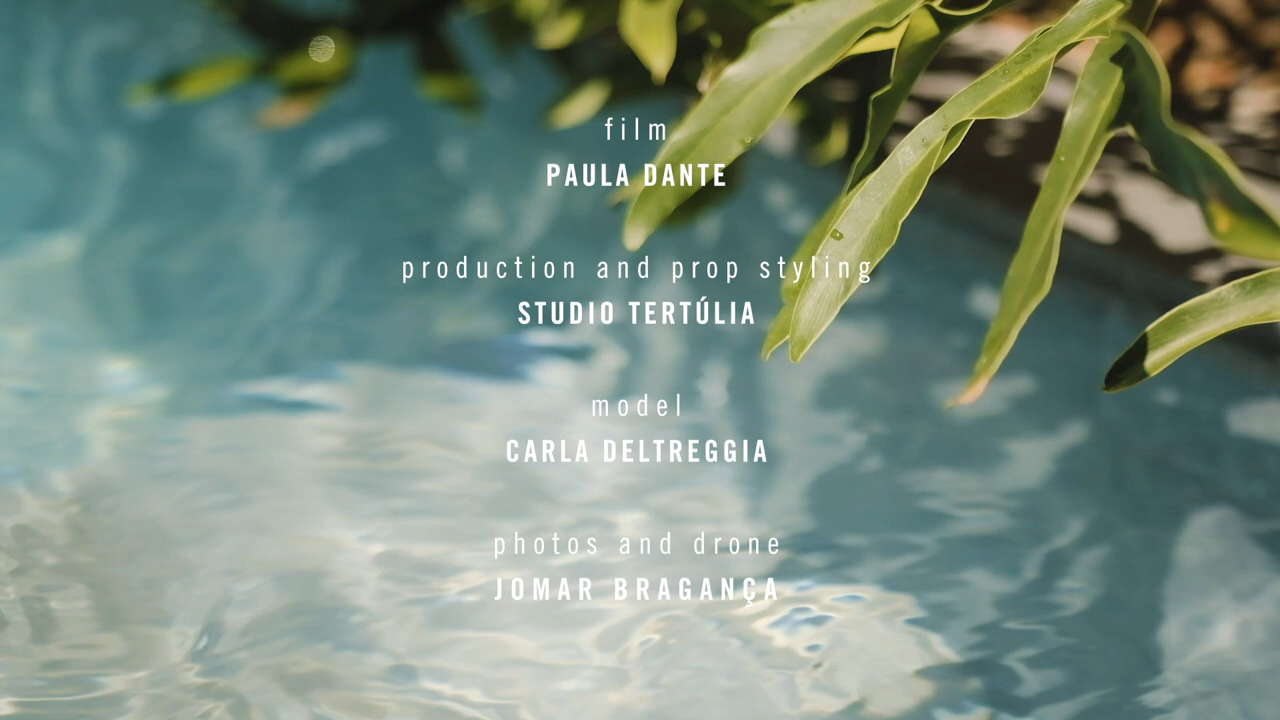 film
PAULA DANTE
production and prop styling
STUDIO TERTÚLIA
model
CARLA DELTREGGIA
photos and drone
JOMAR BRAGANÇA